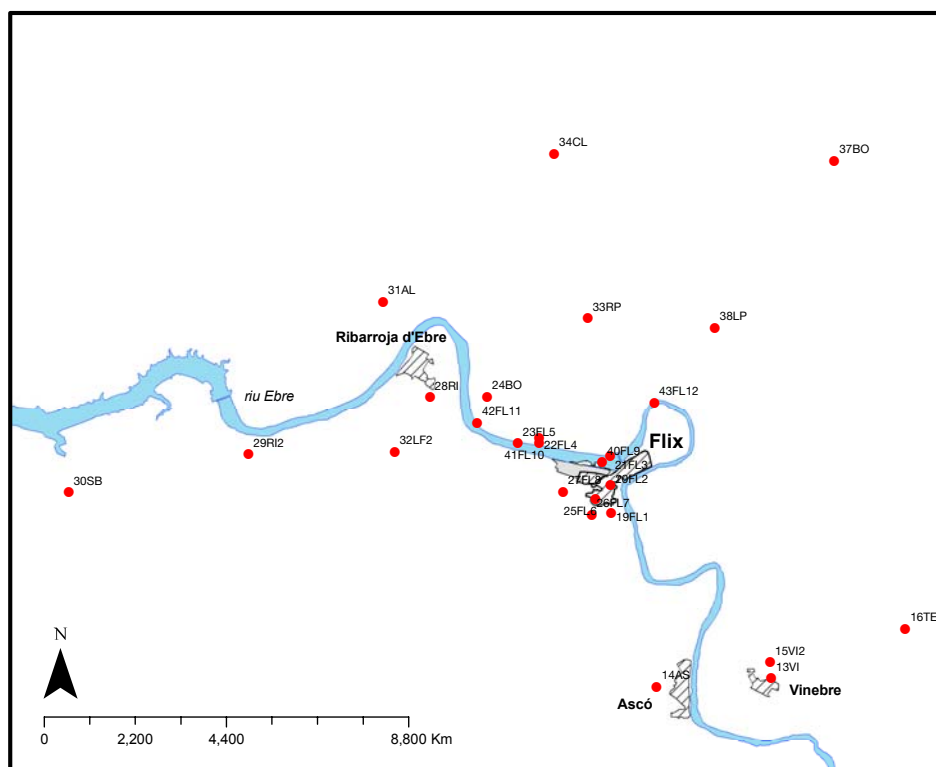 34CL
37BO
31AL
33RP
38LP
Ribarroja d'Ebre
28RI
24BO
43FL12
riu Ebre
42FL11
23FL5
22FL4
Flix
29RI2
32LF2
41FL10
40FL9
21FL3
30SB
27FL8
20FL2
26FL7
25FL6
19FL1
16TE
N
15VI2
13VI
14AS
Vinebre
Ascó
0 2,200 4,400 8,800 Km